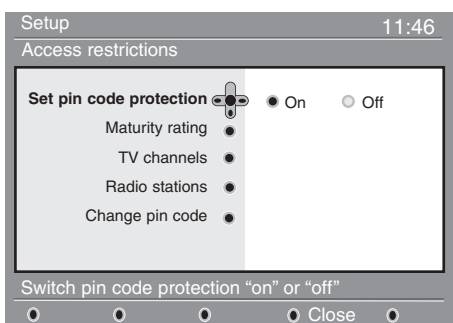 Setup 11:46
Access restrictions
Set pin code protection On Off
Maturity rating
TV channels
Radio stations
Change pin code
Switch pin code protection “on” or “off”
Close